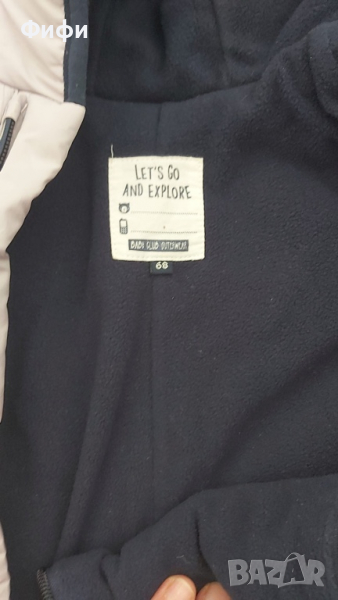 Фифи
LET'S GO
AND EXPLORE
BABY CLUB OUTERWEAR
68
BAZAR